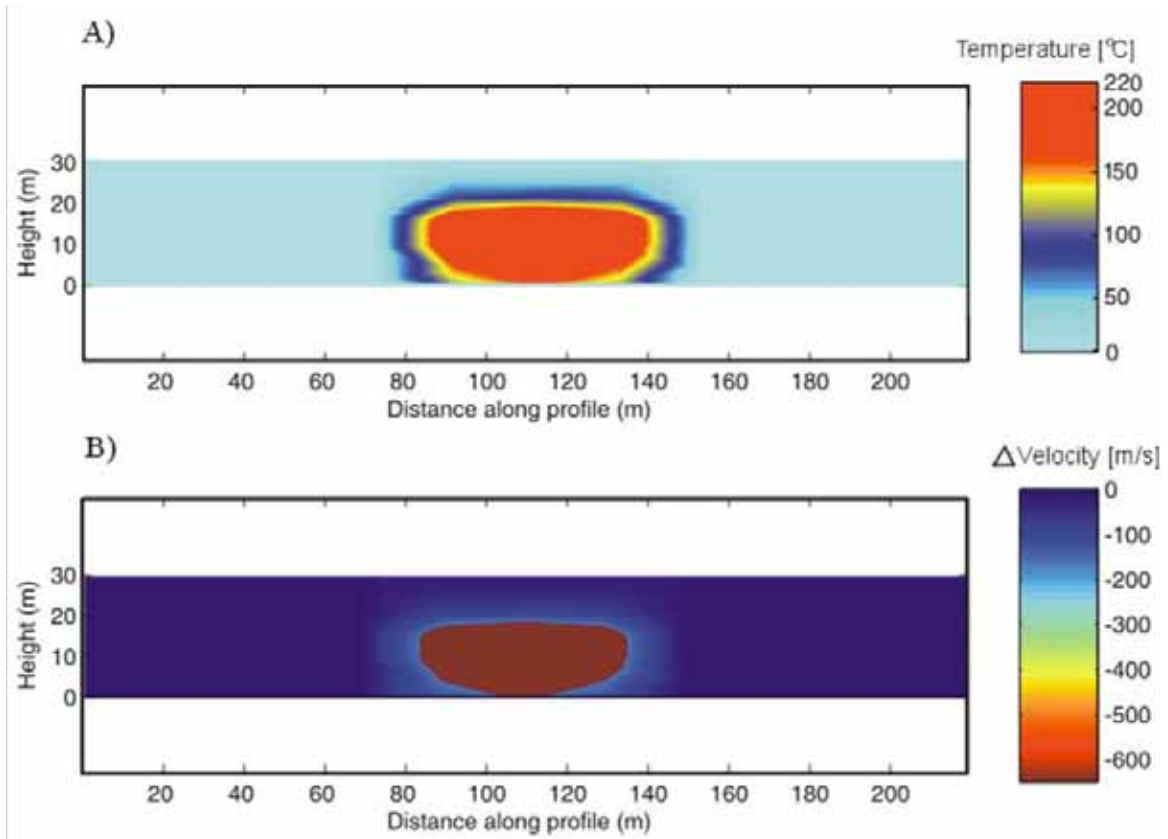 A)
Temperature [°C]
220
200
150
100
50
0
Height (m)
30
20
10
0
20 40 60 80 100 120 140 160 180 200
Distance along profile (m)
B)
△Velocity [m/s]
0
-100
-200
-300
-400
-500
-600
Height (m)
30
20
10
0
20 40 60 80 100 120 140 160 180 200
Distance along profile (m)